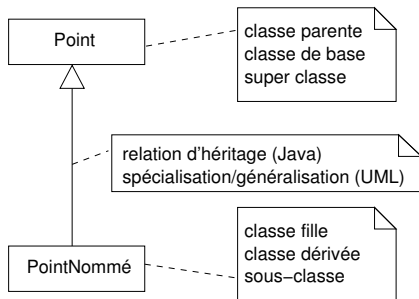 Point
classe parente
classe de base
super classe
relation d'héritage (Java)
spécialisation/généralisation (UML)
PointNommé
classe fille
classe dérivée
sous−classe